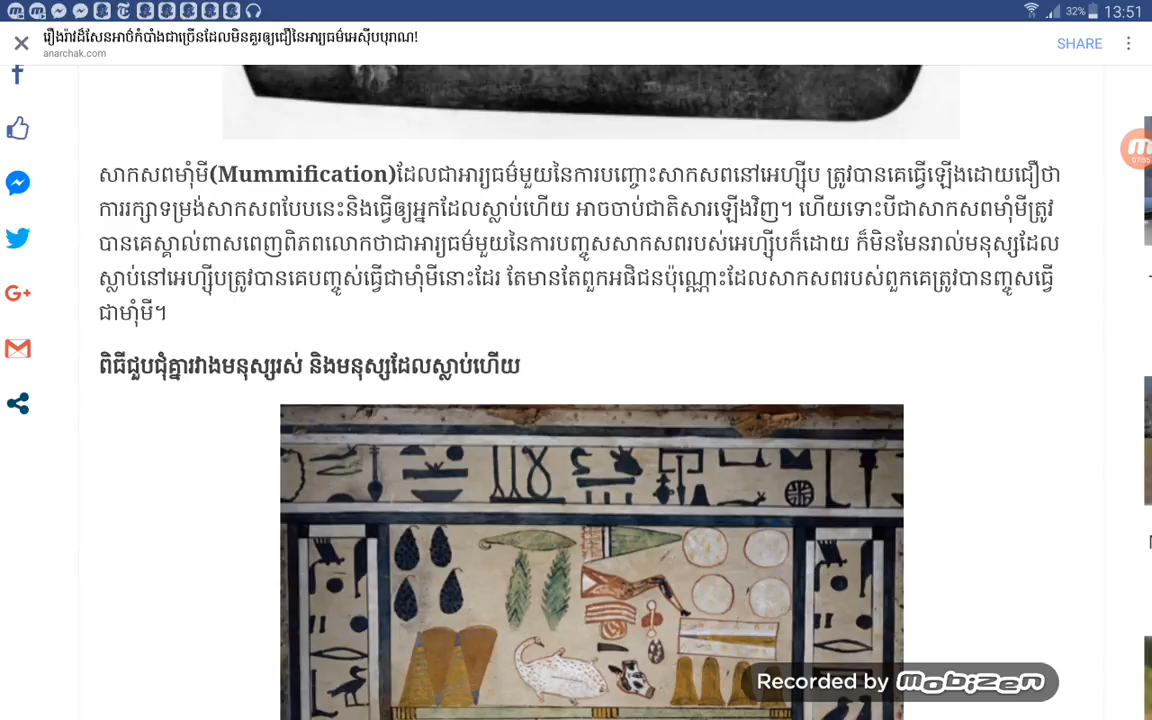 32% 13:51
រឿងរ៉ាវដ៏សែនអាថ៌កំបាំងជាច្រើនដែលមិនគួរឲ្យជឿនៃអារ្យធម៌អេស៊ីបបុរាណ!
anarchak.com
SHARE
សាកសពមាុំមី(Mummification)ដែលជាអារ្យធម៌មួយនៃការបញ្ចោះសាកសពនៅអេហ្ស៊ីប ត្រូវបានគេធ្វើឡើងដោយជឿថា
ការរក្សាទម្រង់សាកសពបែបនេះនិងធ្វើឲ្យអ្នកដែលស្លាប់ហើយ អាចចាប់ជាតិសារឡើងវិញ។ ហើយទោះបីជាសាកសពមាុំមីត្រូវ
បានគេស្គាល់ពាសពេញពិភពលោកថាជាអារ្យធម៌មួយនៃការបញ្ចូសសាកសពរបស់អេហ្ស៊ីបក៏ដោយ ក៏មិនមែនរាល់មនុស្សដែល
ស្លាប់នៅអេហ្ស៊ីបត្រូវបានគេបញ្ចូស់ធ្វើជាមាុំមីនោះដែរ តែមានតែពួកអភិជនប៉ុណ្ណោះដែលសាកសពរបស់ពួកគេត្រូវបានញ្ចូសធ្វើ
ជាមាុំមី។
ពិធីជួបជុំគ្នារវាងមនុស្សរស់ និងមនុស្សដែលស្លាប់ហើយ
Recorded by mobizen